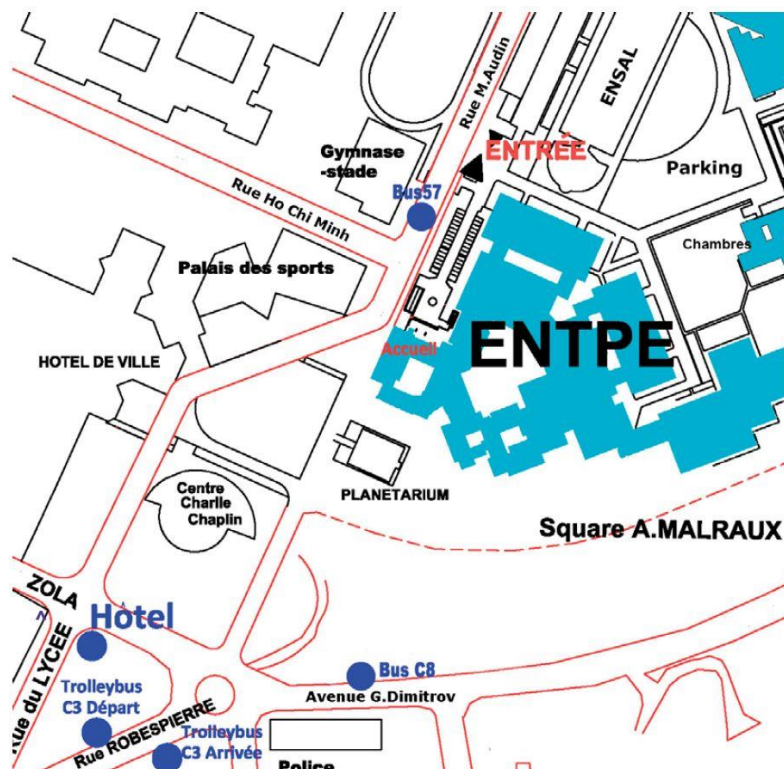 Rue M.Audin
ENSAL
ENTRÉE
Gymnase
-stade
Parking
Rue Ho Chi Minh
Bus57
Chambres
Palais des sports
ENTPE
Accueil
HOTEL DE VILLE
Centre
Charlie
Chaplin
PLANETARIUM
Square A.MALRAUX
ZOLA
Hotel
Rue du LYCEE
Bus C8
Trolleybus
C3 Départ
Avenue G.Dimitrov
Rue ROBESPIERRE
Trolleybus
C3 Arrivée
Police